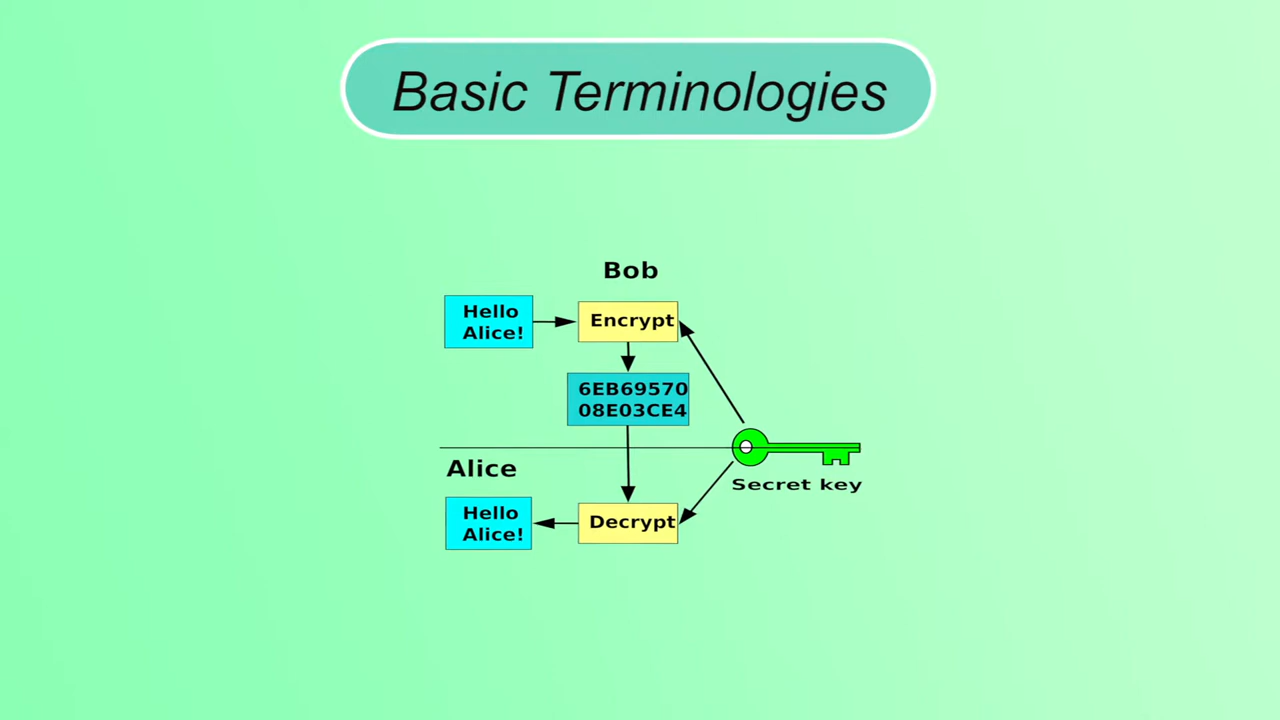 Basic Terminologies
Bob
Hello
Alice!
Encrypt
6EB69570
08E03CE4
Alice
Secret key
Hello
Alice!
Decrypt